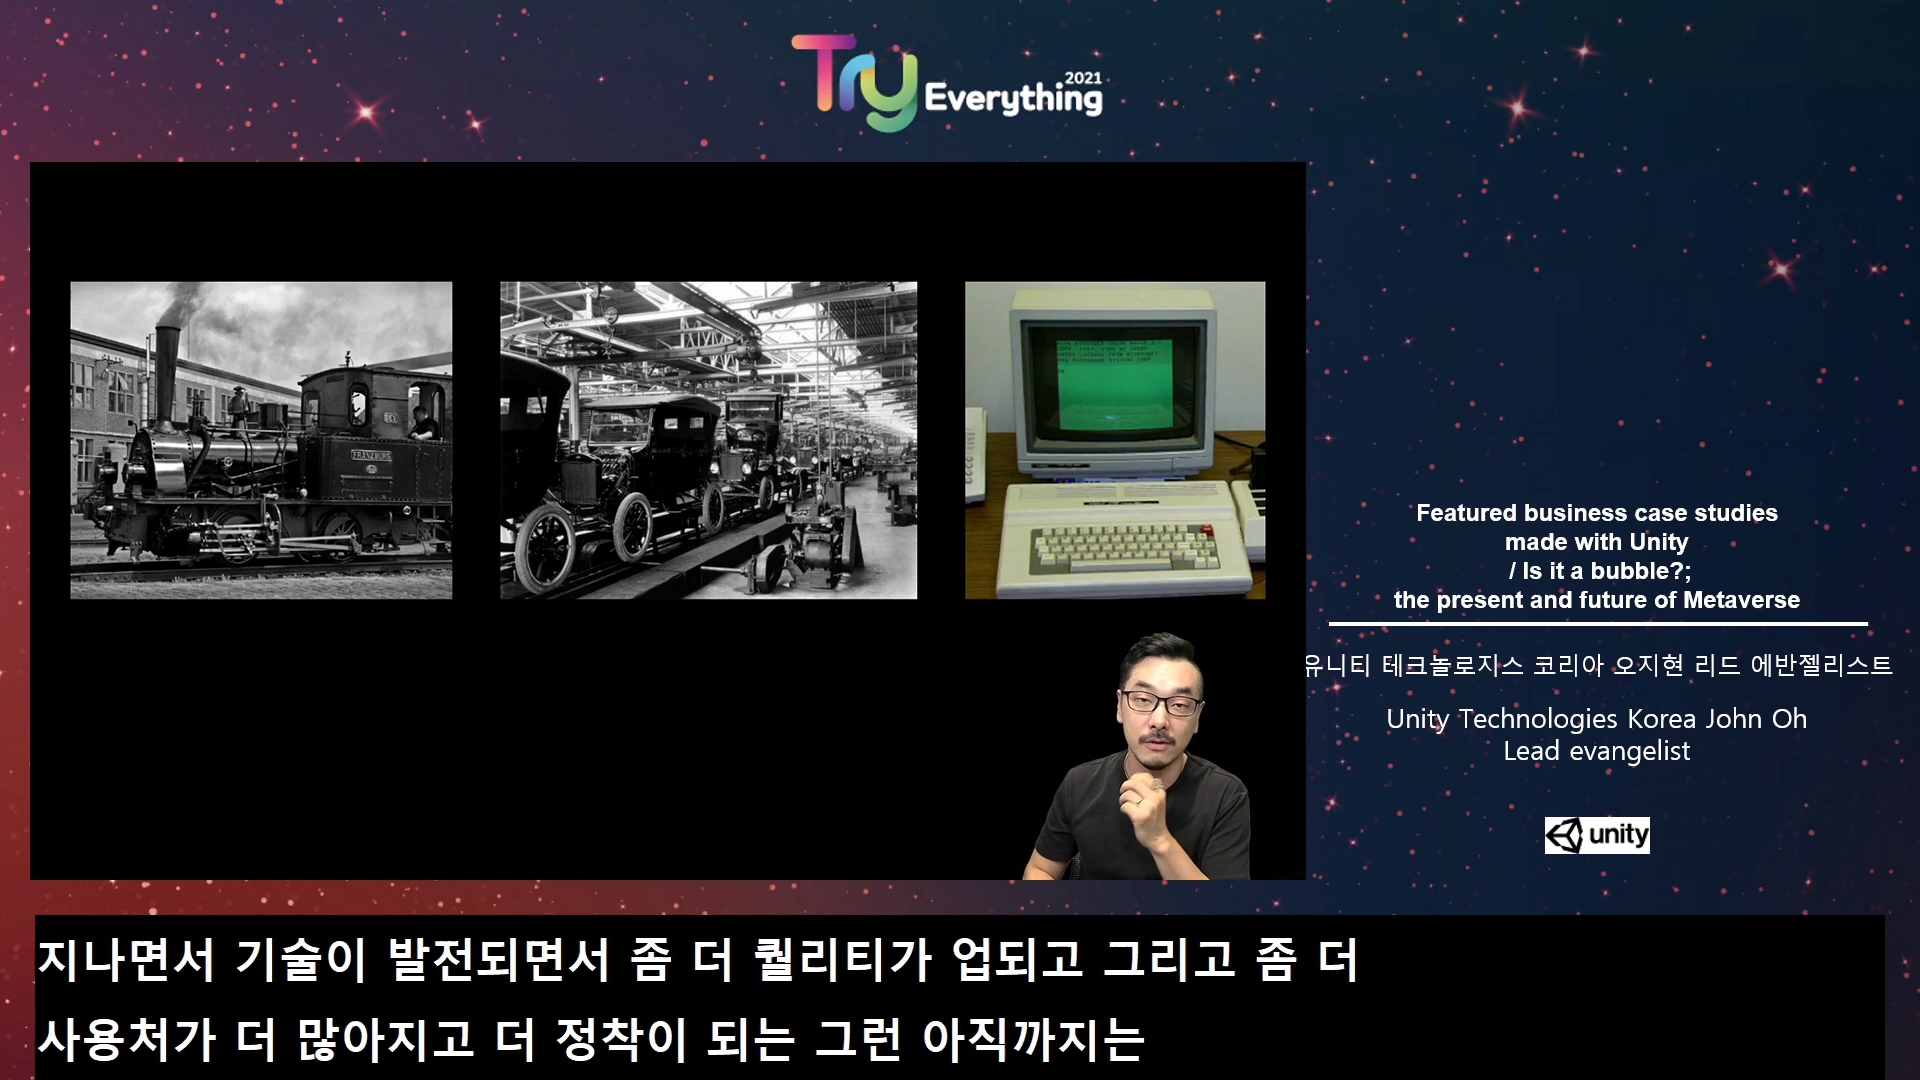 Try
2021
Everything
FRANZBURG
Featured business case studies
made with Unity
/ Is it a bubble?;
the present and future of Metaverse
유니티 테크놀로지스 코리아 오지현 리드 에반젤리스트
Unity Technologies Korea John Oh
Lead evangelist
unity
지나면서 기술이 발전되면서 좀 더 퀄리티가 업되고 그리고 좀 더
사용처가 더 많아지고 더 정착이 되는 그런 아직까지는